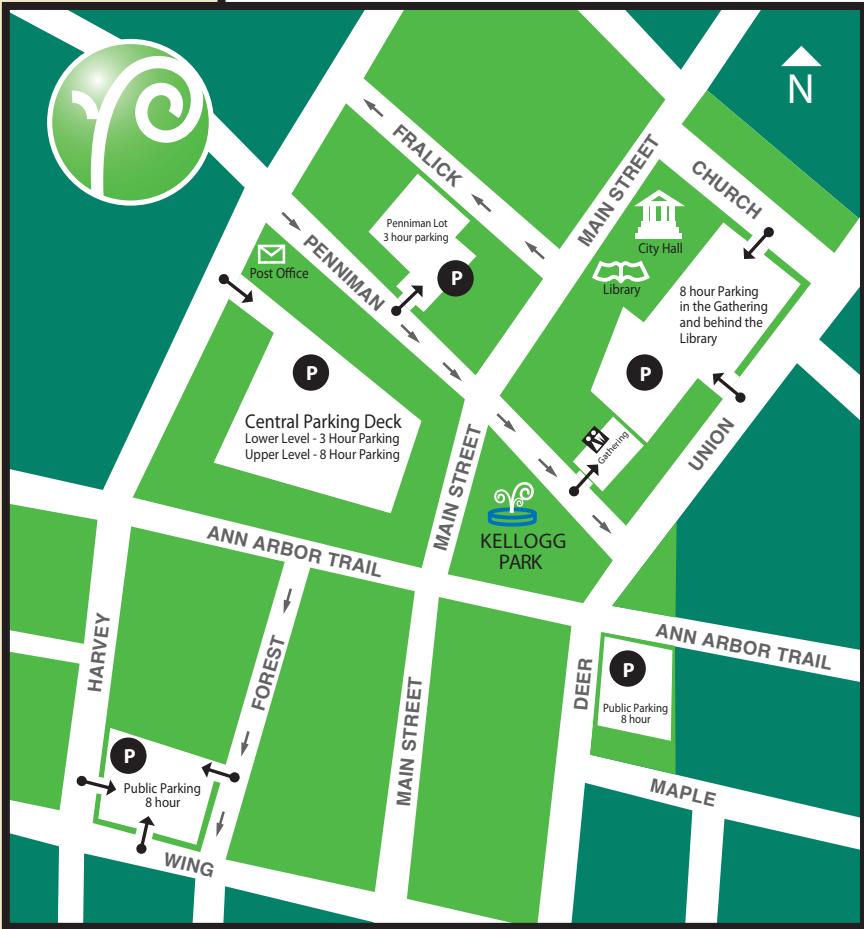 N
FRALICK
MAIN STREET
CHURCH
Penniman Lot
3 hour parking
City Hall
PENNIMAN
Post Office
P
Library
8 hour Parking
in the Gathering
and behind the
Library
P
P
Central Parking Deck
Lower Level - 3 Hour Parking
Upper Level - 8 Hour Parking
Gathering
UNION
MAIN STREET
KELLOGG
PARK
ANN ARBOR TRAIL
HARVEY
FOREST
MAIN STREET
DEER
ANN ARBOR TRAIL
P
Public Parking
8 hour
P
Public Parking
8 hour
MAPLE
WING